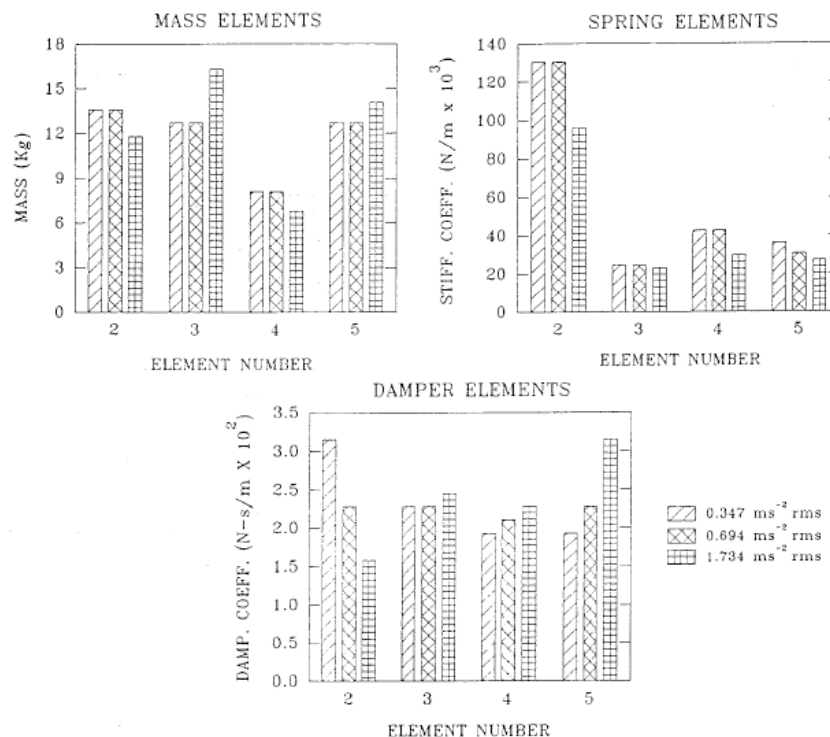 MASS ELEMENTS
18
15
12
9
6
3
0
MASS (Kg)
2 3 4 5
ELEMENT NUMBER
SPRING ELEMENTS
140
120
100
80
60
40
20
0
STIFF. COEFF. (N/m x 10³)
2 3 4 5
ELEMENT NUMBER
DAMPER ELEMENTS
3.5
3.0
2.5
2.0
1.5
1.0
0.5
0.0
DAMP. COEFF. (N-s/m X 10²)
2 3 4 5
ELEMENT NUMBER
0.347 ms⁻² rms
0.694 ms⁻² rms
1.734 ms⁻² rms